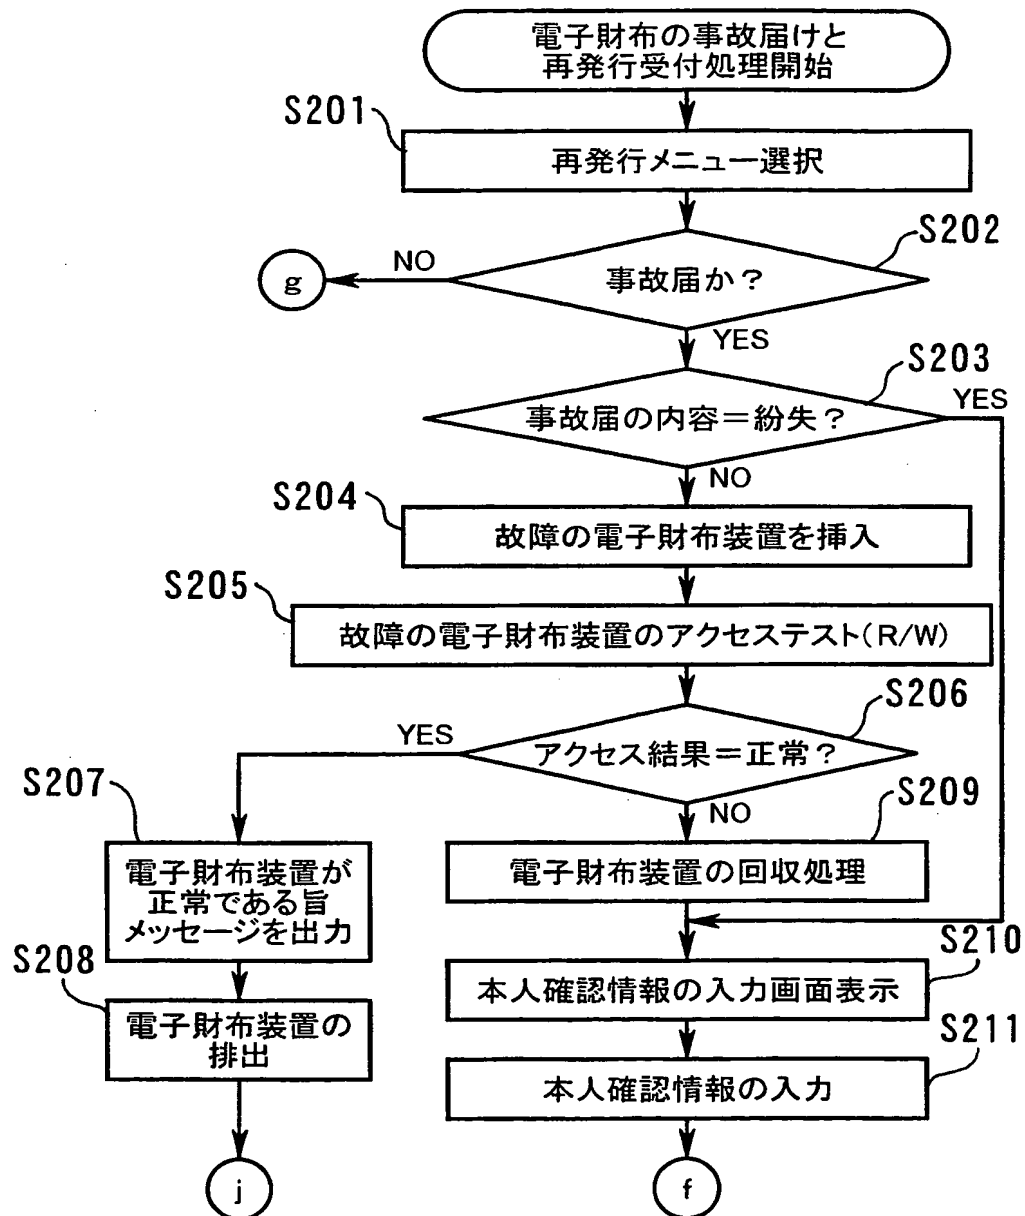 電子財布の事故届けと
再発行受付処理開始
S201
再発行メニュー選択
S202
事故届か？
NO
g
YES
S203
事故届の内容＝紛失？
YES
NO
S204
故障の電子財布装置を挿入
S205
故障の電子財布装置のアクセステスト(R/W)
S206
アクセス結果＝正常？
YES
NO
S207
電子財布装置が
正常である旨
メッセージを出力
S208
電子財布装置の
排出
j
S209
電子財布装置の回収処理
S210
本人確認情報の入力画面表示
S211
本人確認情報の入力
f